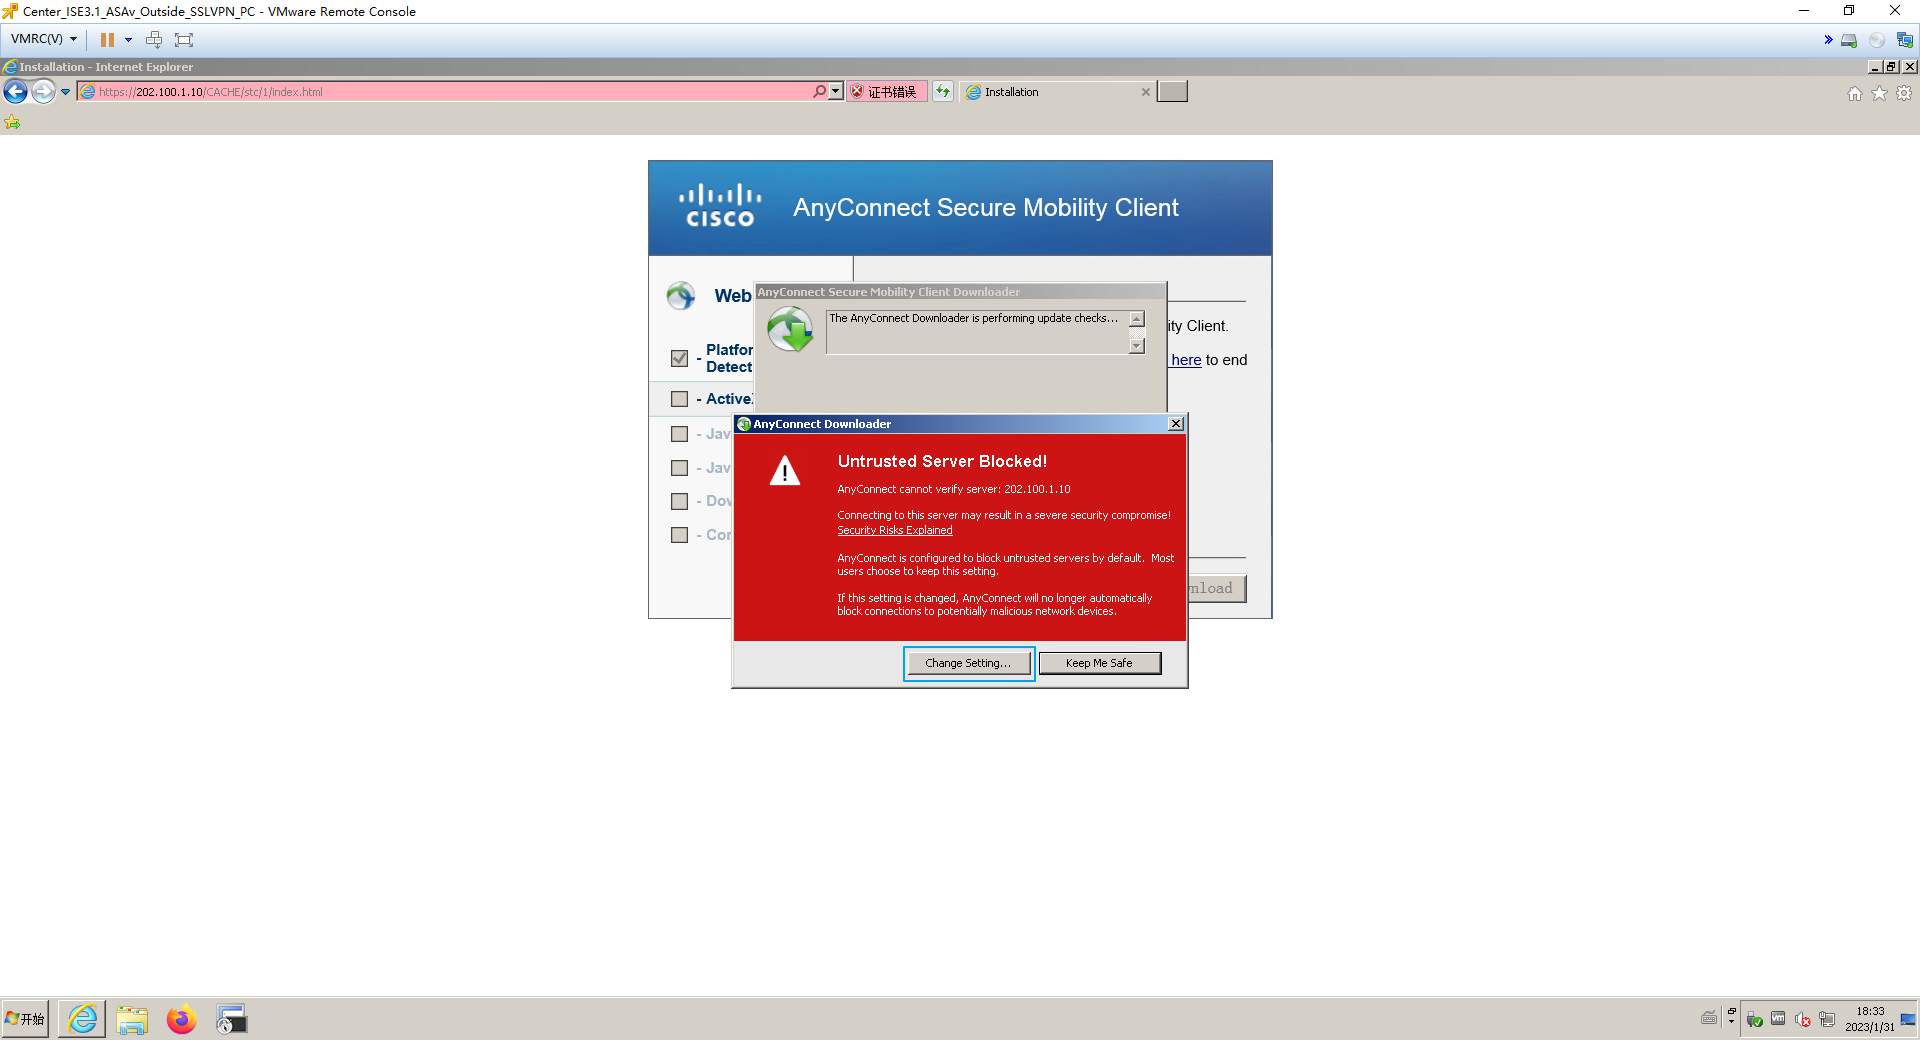 Center_ISE3.1_ASAv_Outside_SSLVPN_PC - VMware Remote Console
VMRC(V)
Installation - Internet Explorer
https://202.100.1.10/CACHE/stc/1/index.html
证书错误
Installation
CISCO
AnyConnect Secure Mobility Client
Web
AnyConnect Secure Mobility Client Downloader
The AnyConnect Downloader is performing update checks...
ity Client.
- Platfor
Detect
here to end
- Active
- Jav
- Jav
- Dov
- Cor
AnyConnect Downloader
Untrusted Server Blocked!
AnyConnect cannot verify server: 202.100.1.10
Connecting to this server may result in a severe security compromise!
Security Risks Explained
AnyConnect is configured to block untrusted servers by default. Most
users choose to keep this setting.
If this setting is changed, AnyConnect will no longer automatically
block connections to potentially malicious network devices.
nload
Change Setting...
Keep Me Safe
开始
vm
18:33
2023/1/31